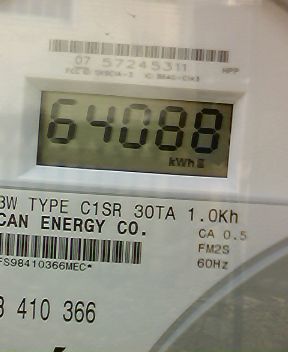 07 57245311
HPP
64088
kWh
3W TYPE C1SR 30TA 1.0Kh
CAN ENERGY CO.
CA 0.5
FM2S
FS98410366MEC*
60Hz
3 410 366